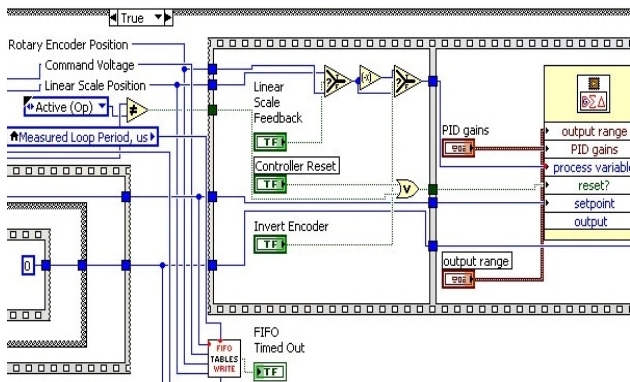 True
Rotary Encoder Position
Command Voltage
Linear Scale Position
Active (Op)
Measured Loop Period, us
Linear
Scale
Feedback
TF
Controller Reset
TF
Invert Encoder
TF
PID gains
output range
output range
PID gains
process variable
reset?
setpoint
output
0
FIFO
TABLES
WRITE
FIFO
Timed Out
TF